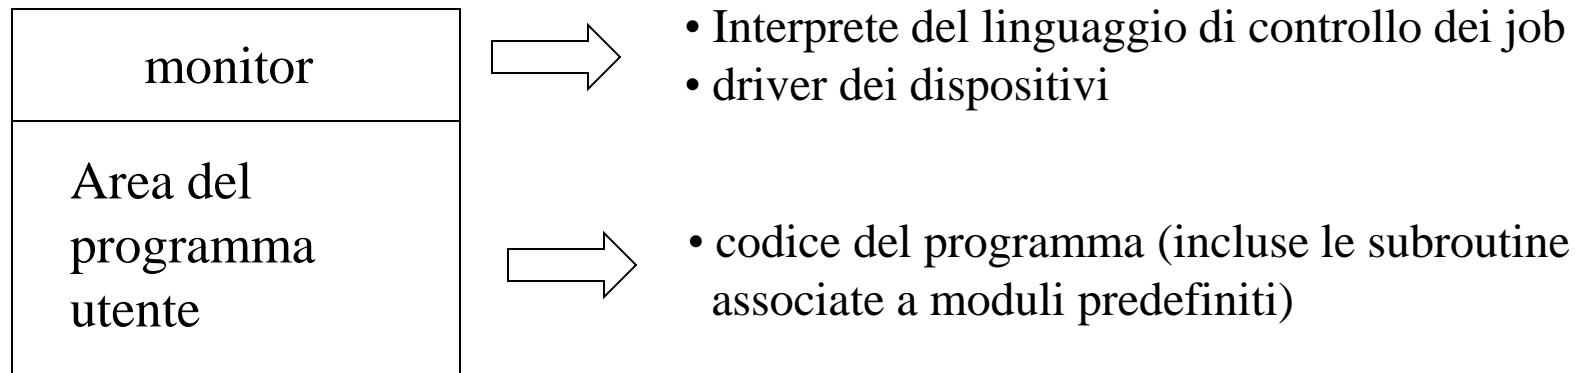 monitor
• Interprete del linguaggio di controllo dei job
• driver dei dispositivi
Area del
programma
utente
• codice del programma (incluse le subroutine
associate a moduli predefiniti)